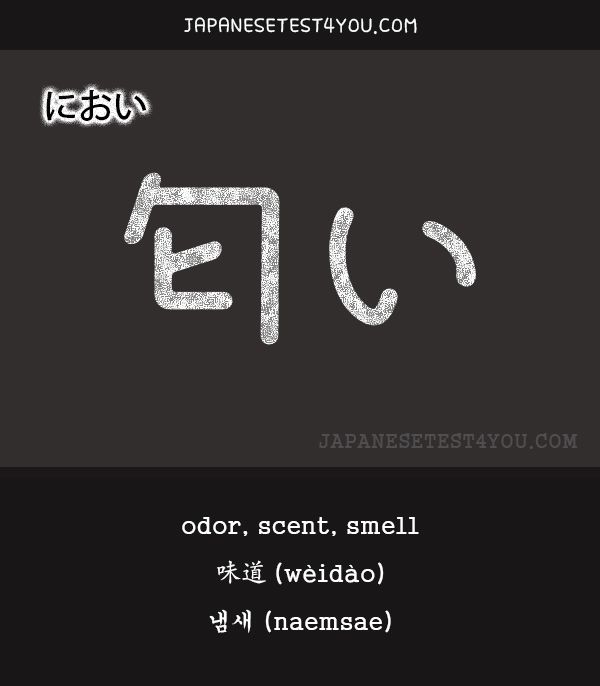 JAPANESETEST4YOU.COM
におい
匂い
JAPANESETEST4YOU.COM
odor, scent, smell
味道 (wèidào)
냄새 (naemsae)